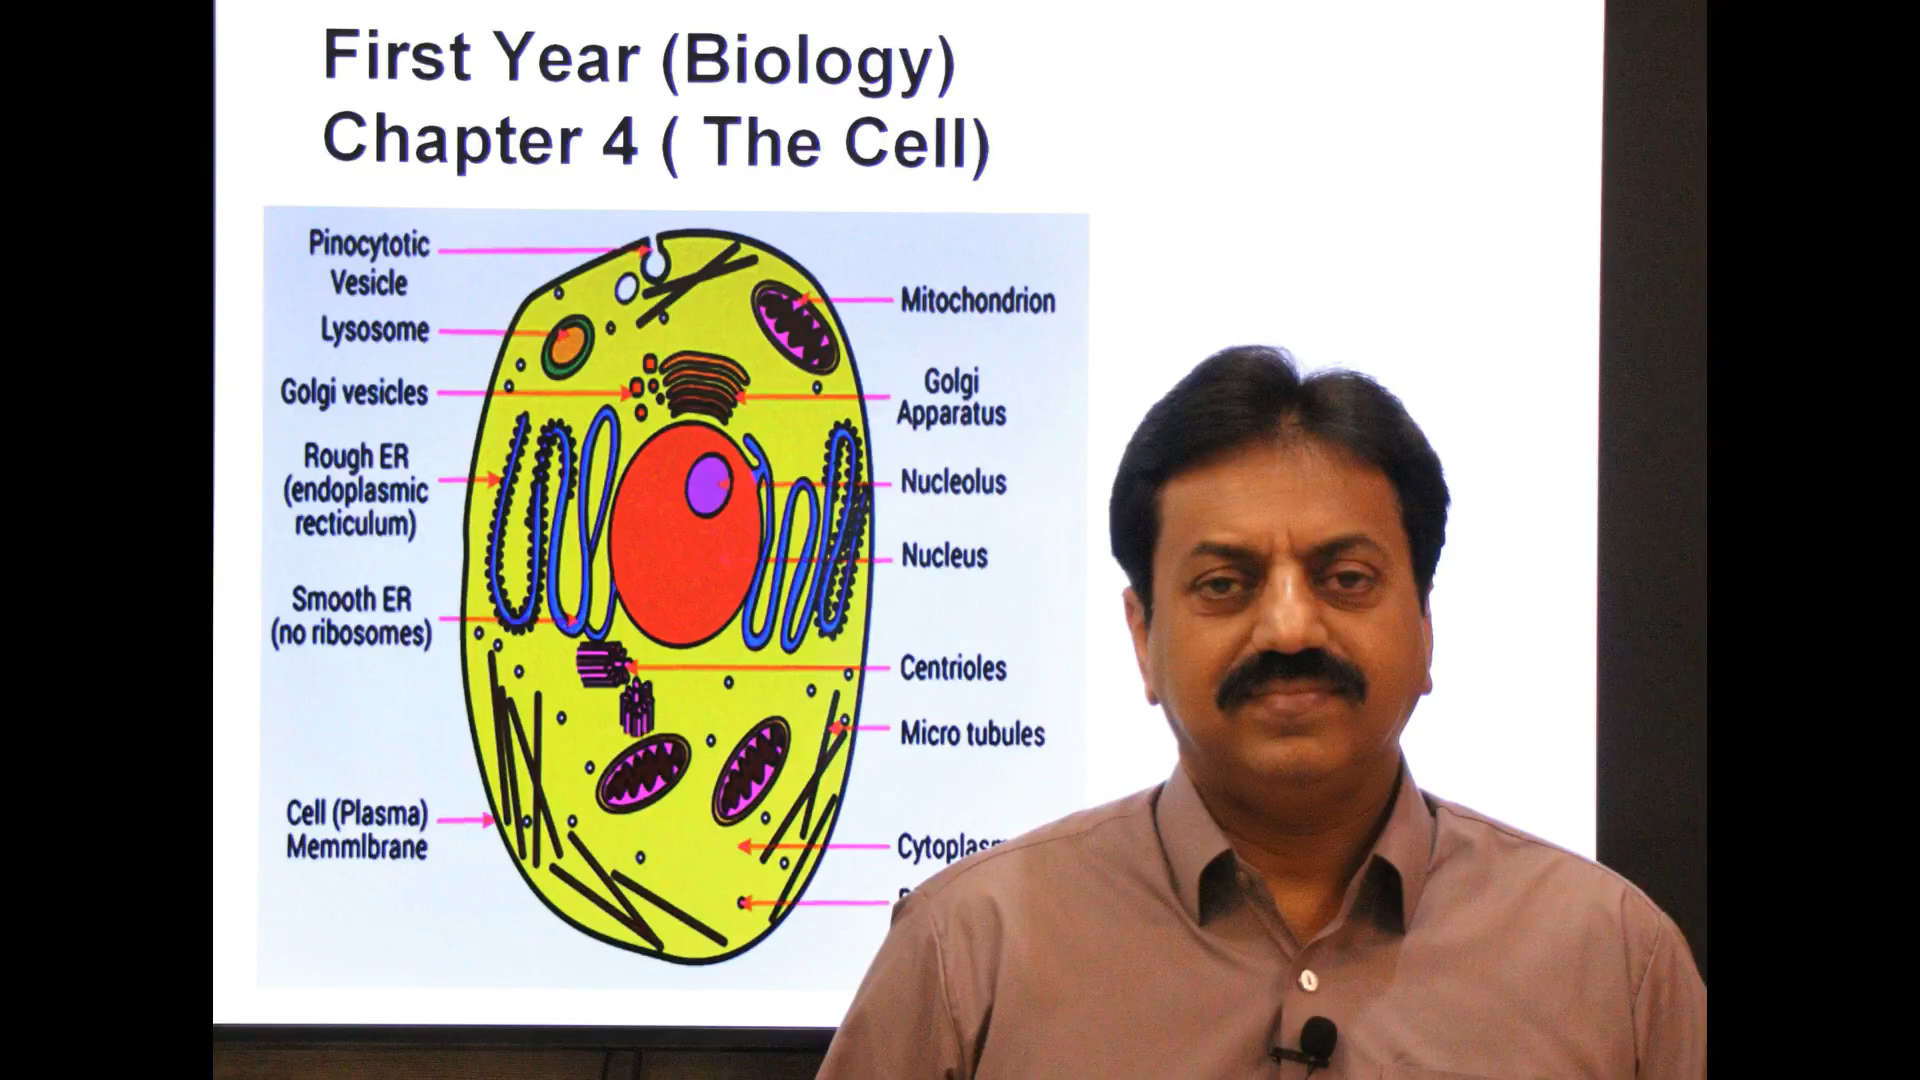 First Year (Biology)
Chapter 4 ( The Cell)
Pinocytotic
Vesicle
Lysosome
Golgi vesicles
Rough ER
(endoplasmic
recticulum)
Smooth ER
(no ribosomes)
Cell (Plasma)
Memmlbrane
Mitochondrion
Golgi
Apparatus
Nucleolus
Nucleus
Centrioles
Micro tubules